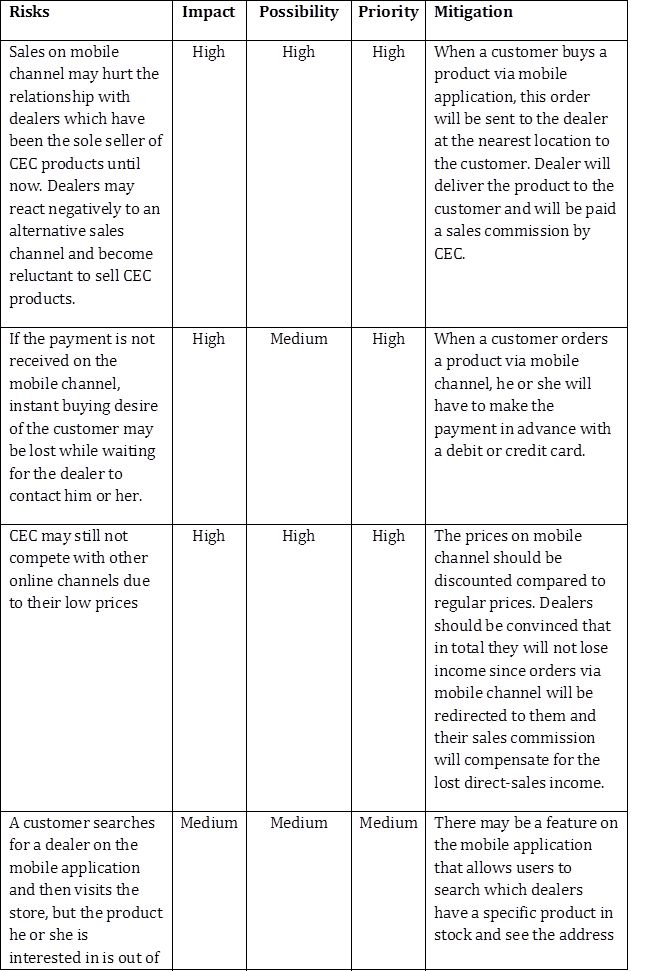 Risks Impact Possibility Priority Mitigation
Sales on mobile
channel may hurt the
relationship with
dealers which have
been the sole seller of
CEC products until
now. Dealers may
react negatively to an
alternative sales
channel and become
reluctant to sell CEC
products.
High
High
High
When a customer buys a
product via mobile
application, this order
will be sent to the dealer
at the nearest location to
the customer. Dealer will
deliver the product to the
customer and will be paid
a sales commission by
CEC.
If the payment is not
received on the
mobile channel,
instant buying desire
of the customer may
be lost while waiting
for the dealer to
contact him or her.
High
Medium
High
When a customer orders
a product via mobile
channel, he or she will
have to make the
payment in advance with
a debit or credit card.
CEC may still not
compete with other
online channels due
to their low prices
High
High
High
The prices on mobile
channel should be
discounted compared to
regular prices. Dealers
should be convinced that
in total they will not lose
income since orders via
mobile channel will be
redirected to them and
their sales commission
will compensate for the
lost direct-sales income.
A customer searches
for a dealer on the
mobile application
and then visits the
store, but the product
he or she is
interested in is out of
Medium
Medium
Medium
There may be a feature on
the mobile application
that allows users to
search which dealers
have a specific product in
stock and see the address